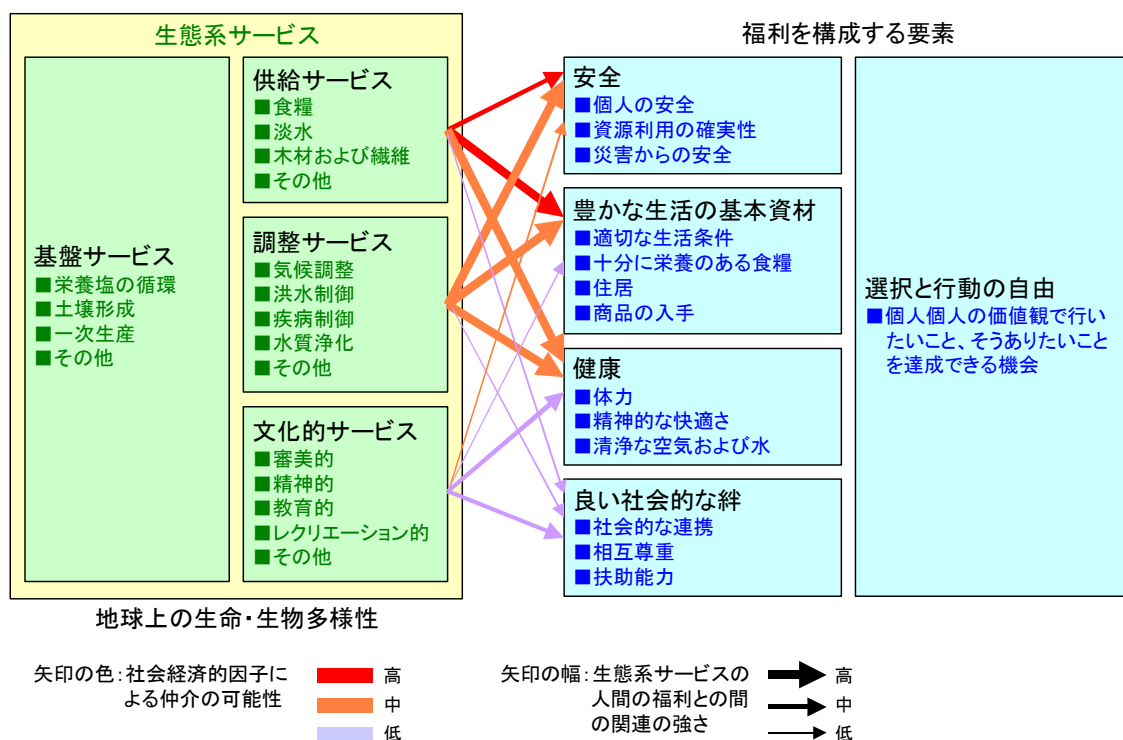 生態系サービス
基盤サービス
■栄養塩の循環
■土壌形成
■一次生産
■その他
供給サービス
■食糧
■淡水
■木材および繊維
■その他
調整サービス
■気候調整
■洪水制御
■疾病制御
■水質浄化
■その他
文化的サービス
■審美的
■精神的
■教育的
■レクリエーション的
■その他
地球上の生命・生物多様性
福利を構成する要素
安全
■個人の安全
■資源利用の確実性
■災害からの安全
豊かな生活の基本資材
■適切な生活条件
■十分に栄養のある食糧
■住居
■商品の入手
健康
■体力
■精神的な快適さ
■清浄な空気および水
良い社会的な絆
■社会的な連携
■相互尊重
■扶助能力
選択と行動の自由
■個人個人の価値観で行い
たいこと、そうありたいこと
を達成できる機会
矢印の色：社会経済的因子に
よる仲介の可能性
高
中
低
矢印の幅：生態系サービスの
人間の福利との間
の関連の強さ
高
中
低